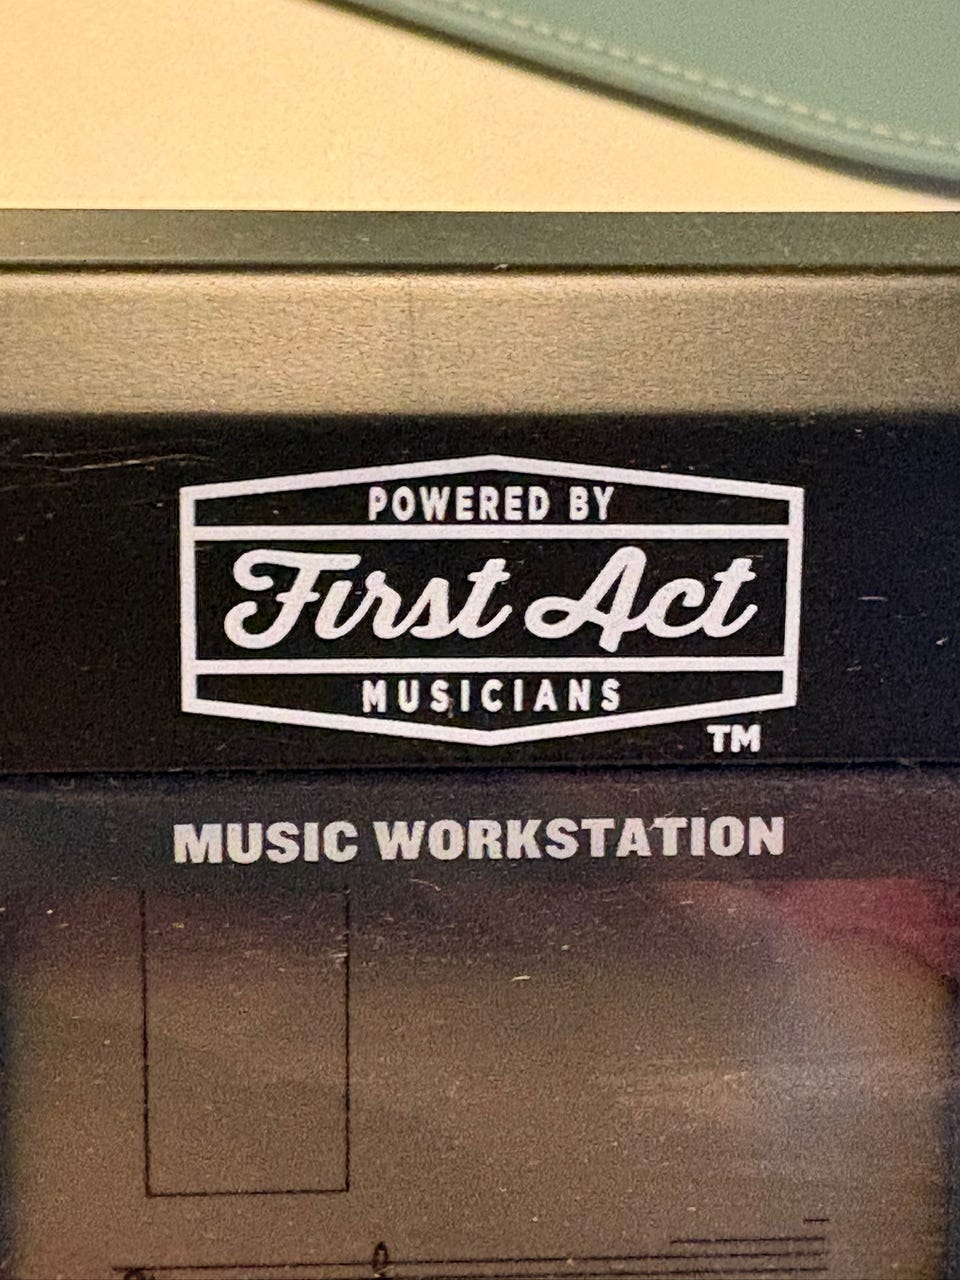 POWERED BY
First Act
MUSICIANS
TM
MUSIC WORKSTATION